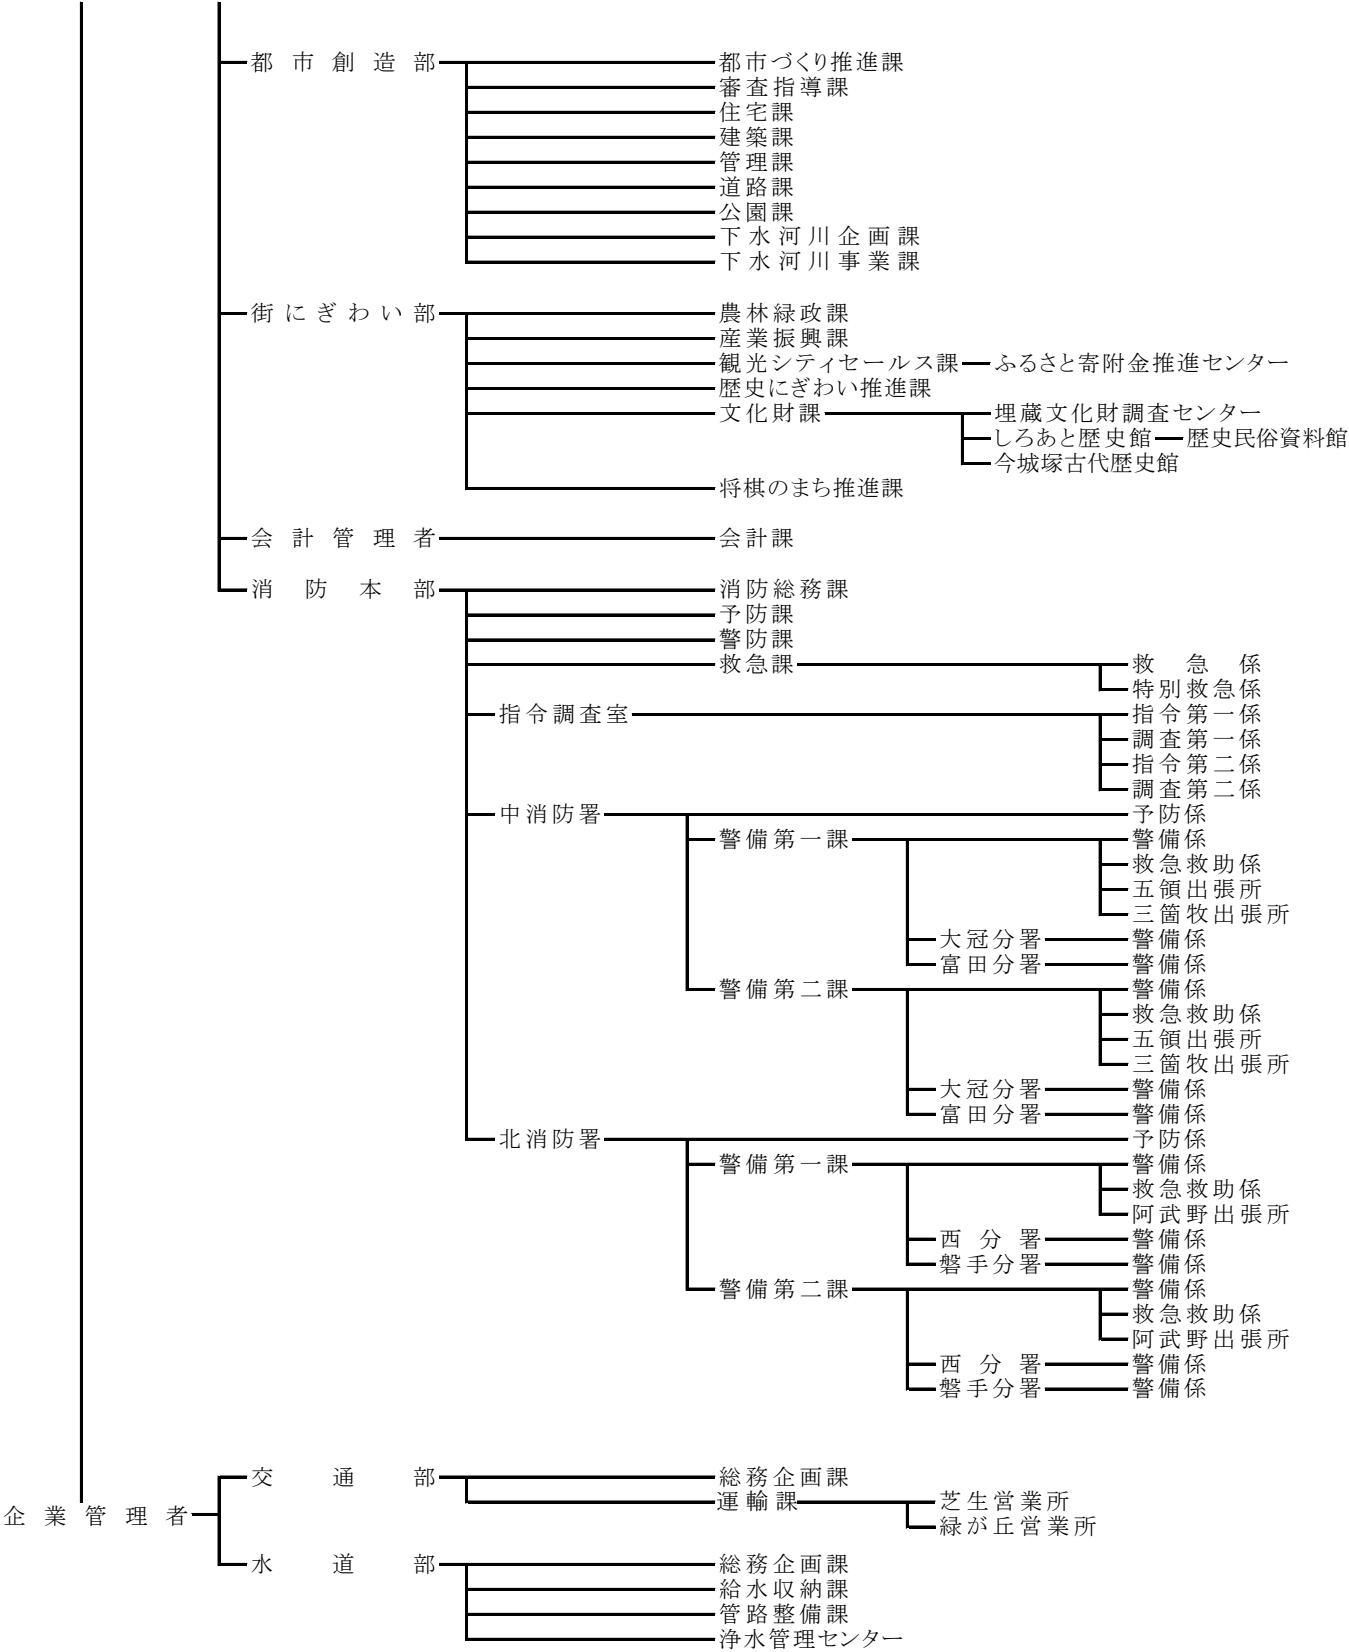 都市創造部 都市づくり推進課
審査指導課
住宅課
建築課
管理課
道路課
公園課
下水河川企画課
下水河川事業課
街にぎわい部 農林緑政課
産業振興課
観光シティセールス課 ふるさと寄附金推進センター
歴史にぎわい推進課
文化財課 埋蔵文化財調査センター
しろあと歴史館 歴史民俗資料館
今城塚古代歴史館
将棋のまち推進課
会計管理者 会計課
消防本部 消防総務課
予防課
警防課
救急課 救急係
特別救急係
指令調査室 指令第一係
調査第一係
指令第二係
調査第二係
中消防署 予防係
警備第一課 警備係
救急救助係
五領出張所
三箇牧出張所
大冠分署 警備係
富田分署 警備係
警備第二課 警備係
救急救助係
五領出張所
三箇牧出張所
大冠分署 警備係
富田分署 警備係
北消防署 予防係
警備第一課 警備係
救急救助係
阿武野出張所
西分署 警備係
磐手分署 警備係
警備第二課 警備係
救急救助係
阿武野出張所
西分署 警備係
磐手分署 警備係
交通部 総務企画課
運輸課 芝生営業所
企業管理者
緑が丘営業所
水道部 総務企画課
給水収納課
管路整備課
浄水管理センター